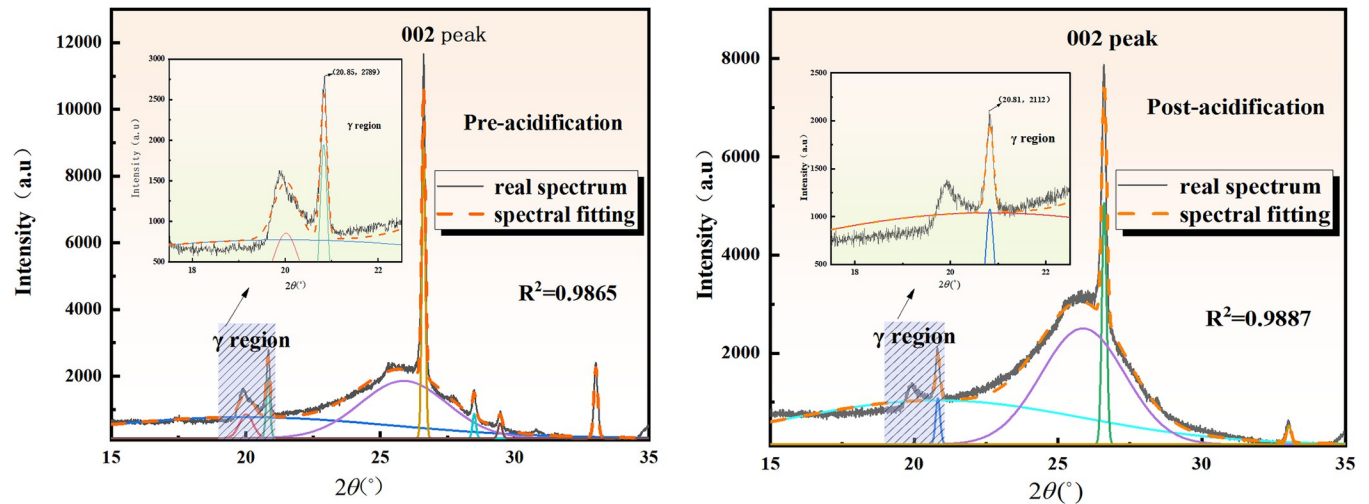 12000
10000
8000
6000
4000
2000
Intensity（a.u）
15
20
25
30
35
2θ(°)
002 peak
Pre-acidification
real spectrum
spectral fitting
R²=0.9865
γ region
3000
2500
2000
1500
1000
500
Intensity (a.u)
18
20
22
2θ(°)
(20.85, 2789)
γ region
8000
6000
4000
2000
Intensity（a.u）
15
20
25
30
35
2θ(°)
002 peak
Post-acidification
real spectrum
spectral fitting
R²=0.9887
γ region
2500
2000
1500
1000
500
Intensity（a.u）
18
20
22
2θ(°)
(20.81, 2112)
γ region